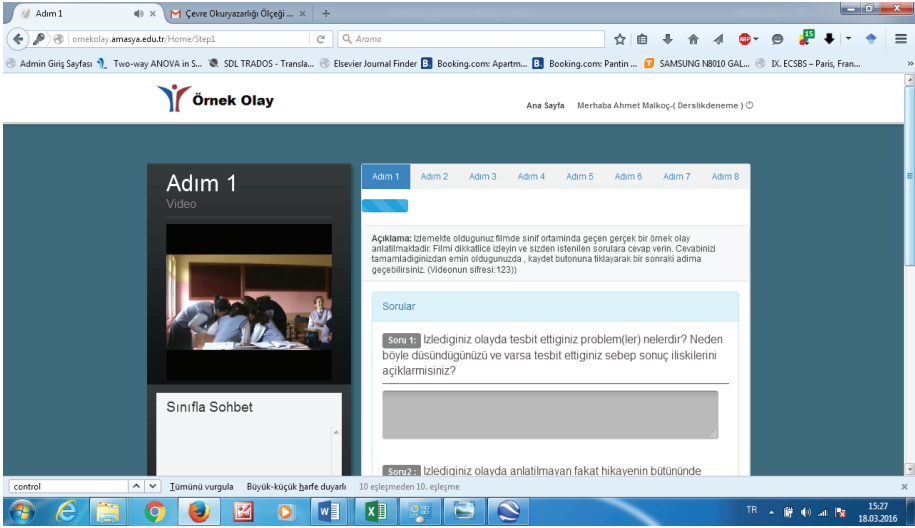 Adım 1
Çevre Okuryazarlığı Ölçeği ...
ornekolay.amasya.edu.tr/Home/Step1
Arama
Admin Giriş Sayfası
Two-way ANOVA in S...
SDL TRADOS - Transla...
Elsevier Journal Finder
Booking.com: Apartm...
Booking.com: Pantin ...
SAMSUNG N8010 GAL...
IX. ECSBS – Paris, Fran...
Örnek Olay
Ana Sayfa
Merhaba Ahmet Malkoç-( Derslikdeneme )
Adım 1
Video
Sınıfla Sohbet
Adım 1 Adım 2 Adım 3 Adım 4 Adım 5 Adım 6 Adım 7 Adım 8
Açıklama: Izlemekte oldugunuz filmde sinif ortaminda geçen gerçek bir örnek olay
anlatilmaktadir. Filmi dikkatlice izleyin ve sizden istenilen sorulara cevap verin. Cevabinizi
tamamladiginizdan emin oldugunuzda , kaydet butonuna tiklayarak bir sonraki adima
geçebilirsiniz. (Videonun sifresi:123))
Sorular
Soru 1: Izlediginiz olayda tesbit ettiginiz problem(ler) nelerdir? Neden
böyle düsündügünüzü ve varsa tesbit ettiginiz sebep sonuç iliskilerini
açiklarmisiniz?
Soru2 : Izlediginiz olayda anlatilmayan fakat hikayenin bütününde
control
Tümünü vurgula
Büyük-küçük harfe duyarlı
10 eşleşmeden 10. eşleşme
TR
15:27
18.03.2016